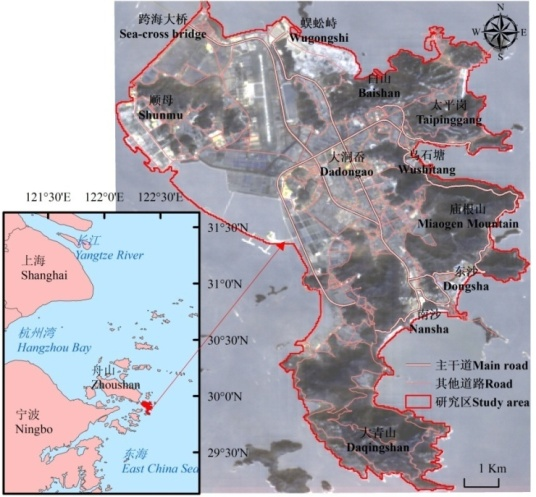 跨海大桥
Sea-cross bridge
蜈蚣峙
Wugongshi
N
W E
S
白山
Baishan
顺母
Shunmu
太平岗
Taipinggang
大洞岙
Dadongao
乌石塘
Wushitang
庙根山
Miaogen Mountain
东沙
Dongsha
南沙
Nansha
大青山
Daqingshan
主干道Main road
其他道路Road
研究区Study area
1 Km
121°30'E 122°0'E 122°30'E
31°30'N
31°0'N
30°30'N
30°0'N
29°30'N
长江
Yangtze River
上海
Shanghai
杭州湾
Hangzhou Bay
舟山
Zhoushan
宁波
Ningbo
东海
East China Sea